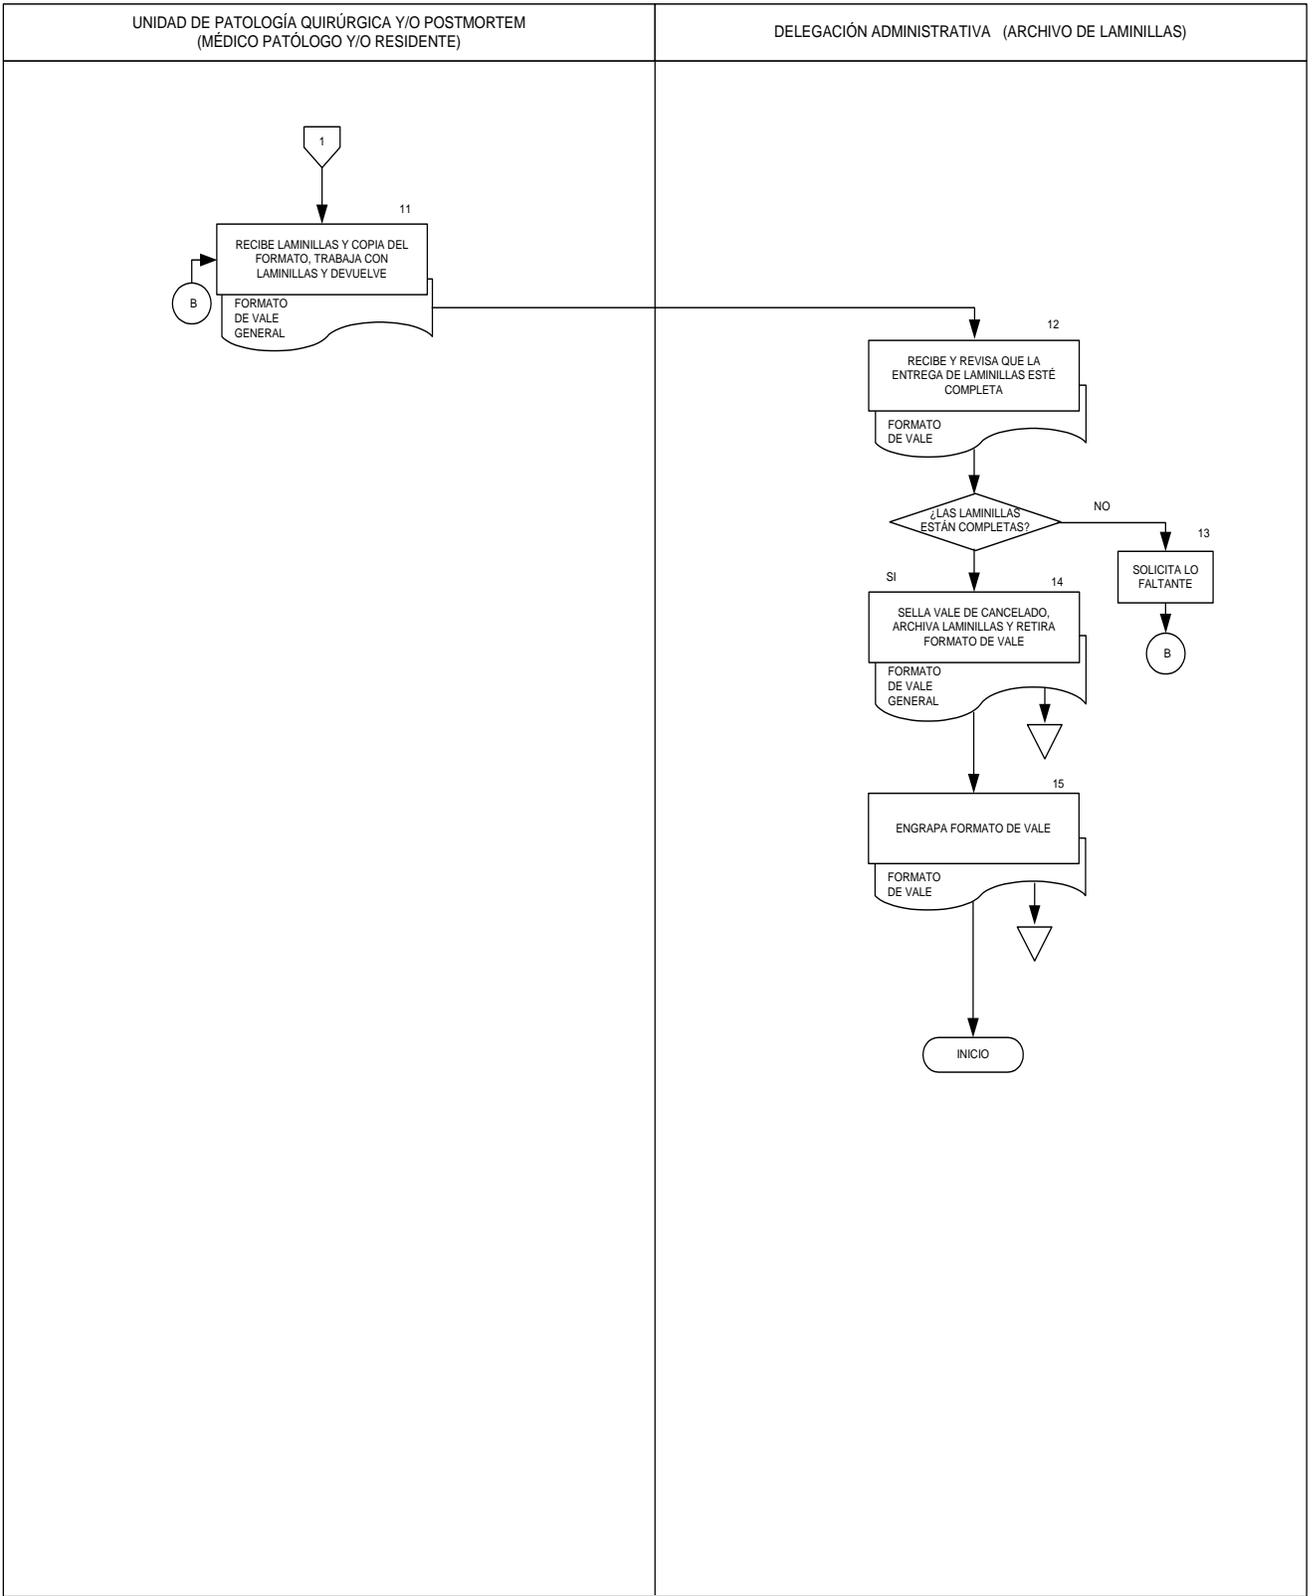 UNIDAD DE PATOLOGÍA QUIRÚRGICA Y/O POSTMORTEM
(MÉDICO PATÓLOGO Y/O RESIDENTE)
DELEGACIÓN ADMINISTRATIVA (ARCHIVO DE LAMINILLAS)
1
11
RECIBE LAMINILLAS Y COPIA DEL
FORMATO, TRABAJA CON
LAMINILLAS Y DEVUELVE
B
FORMATO
DE VALE
GENERAL
12
RECIBE Y REVISA QUE LA
ENTREGA DE LAMINILLAS ESTÉ
COMPLETA
FORMATO
DE VALE
¿LAS LAMINILLAS
ESTÁN COMPLETAS?
NO
13
SOLICITA LO
FALTANTE
B
SI
14
SELLA VALE DE CANCELADO,
ARCHIVA LAMINILLAS Y RETIRA
FORMATO DE VALE
FORMATO
DE VALE
GENERAL
15
ENGRAPA FORMATO DE VALE
FORMATO
DE VALE
INICIO